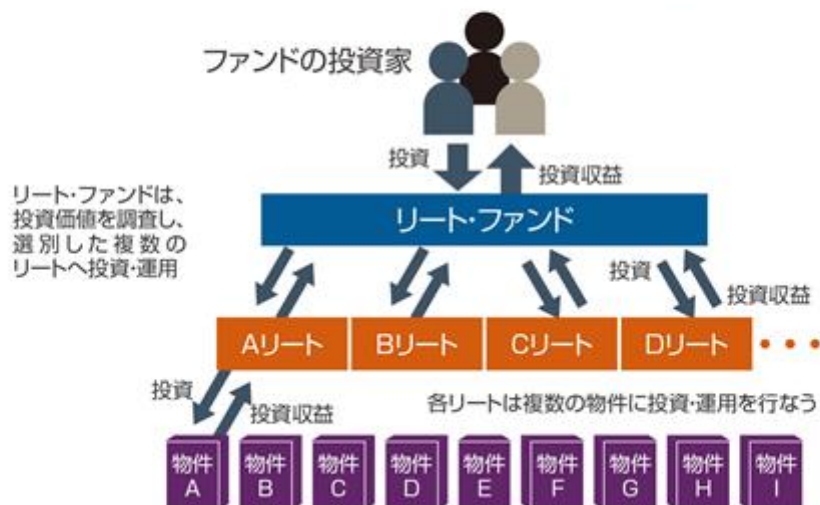 ファンドの投資家
投資
投資収益
リート・ファンドは、
投資価値を調査し、
選別した複数の
リートへ投資・運用
リート・ファンド
投資
投資収益
Aリート
Bリート
Cリート
Dリート
・・・
投資
投資収益
各リートは複数の物件に投資・運用を行なう
物件
A
物件
B
物件
C
物件
D
物件
E
物件
F
物件
G
物件
H
物件
I